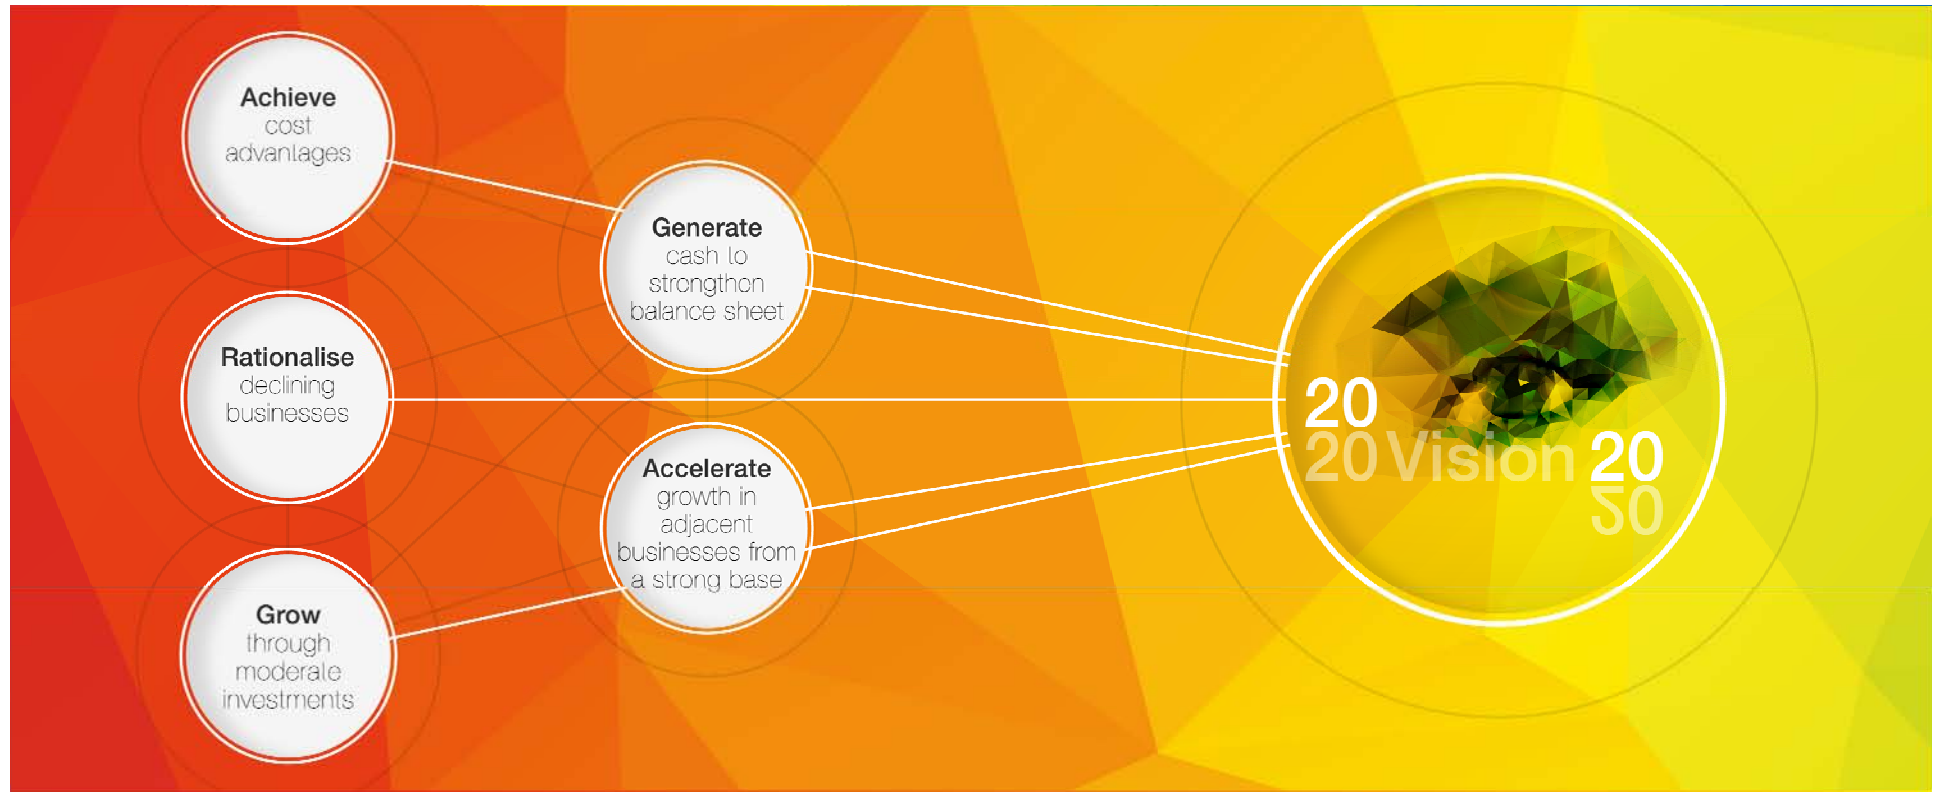 Achieve
cost
advantages
Generate
cash to
strongthon
balance sheet
Rationalise
declining
businesses
Accelerate
growth in
adjacent
businesses from
a strong base
Grow
through
moderate
investments
20
20 Vision 20
20